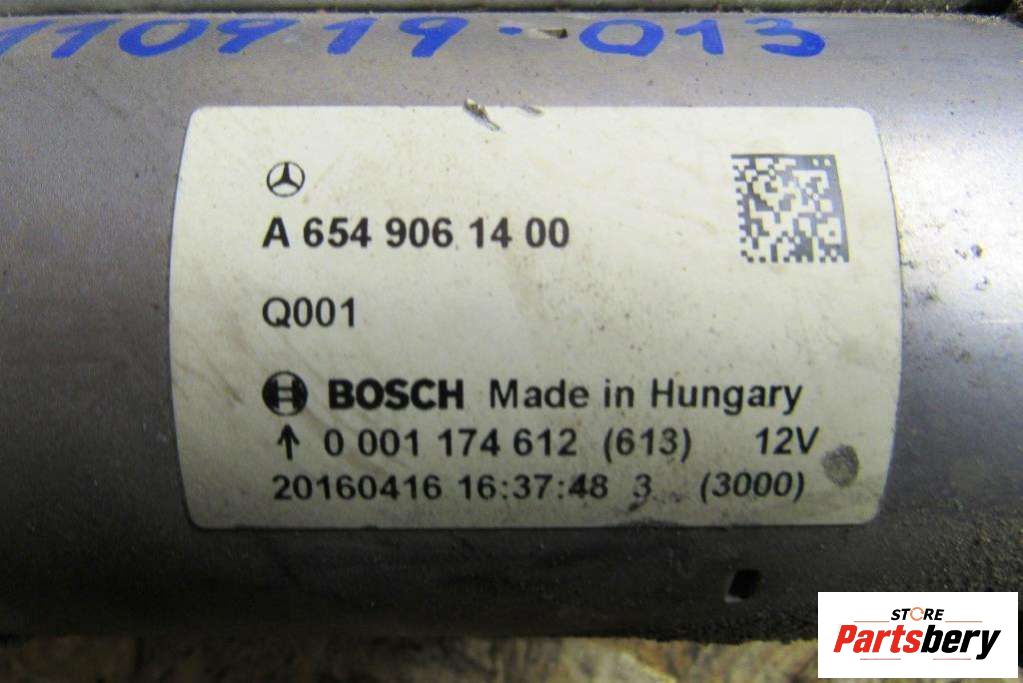 110919-013
A 654 906 14 00
Q001
BOSCH Made in Hungary
↑ 0 001 174 612 (613) 12V
20160416 16:37:48 3 (3000)
STORE
Partsbery